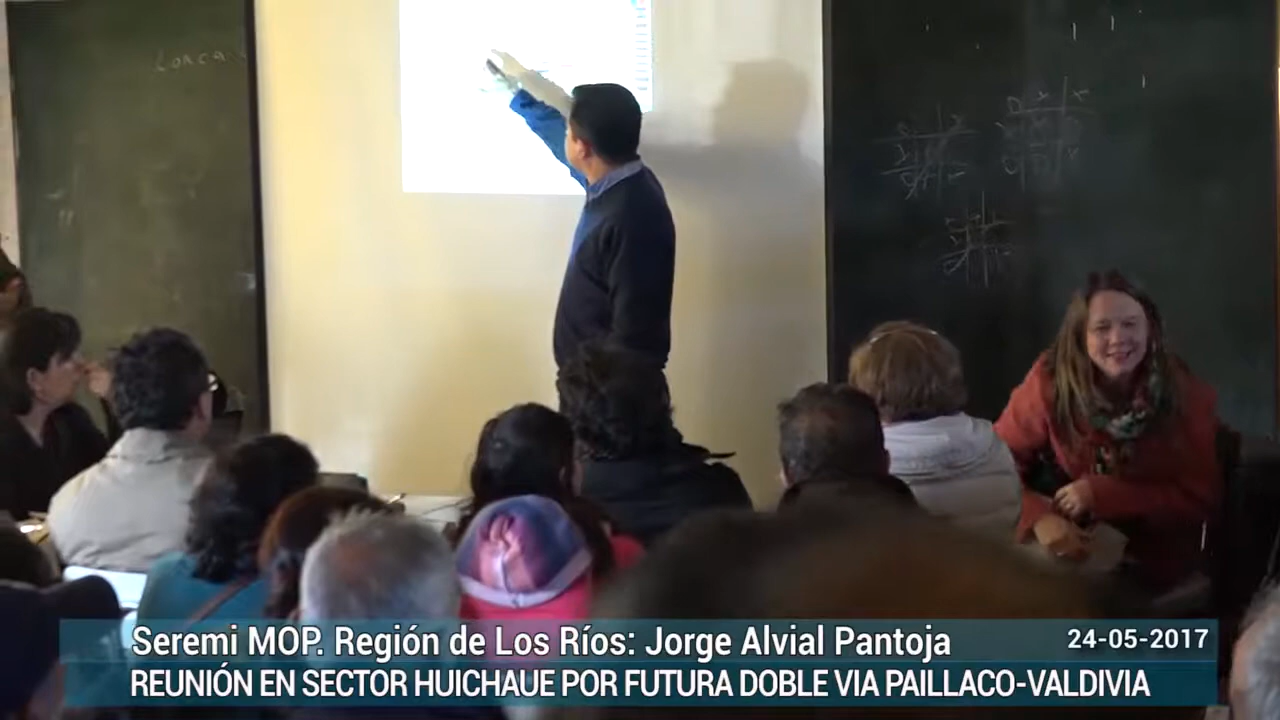 Seremi MOP. Región de Los Ríos: Jorge Alvial Pantoja
24-05-2017
REUNIÓN EN SECTOR HUICHAUE POR FUTURA DOBLE VIA PAILLACO-VALDIVIA